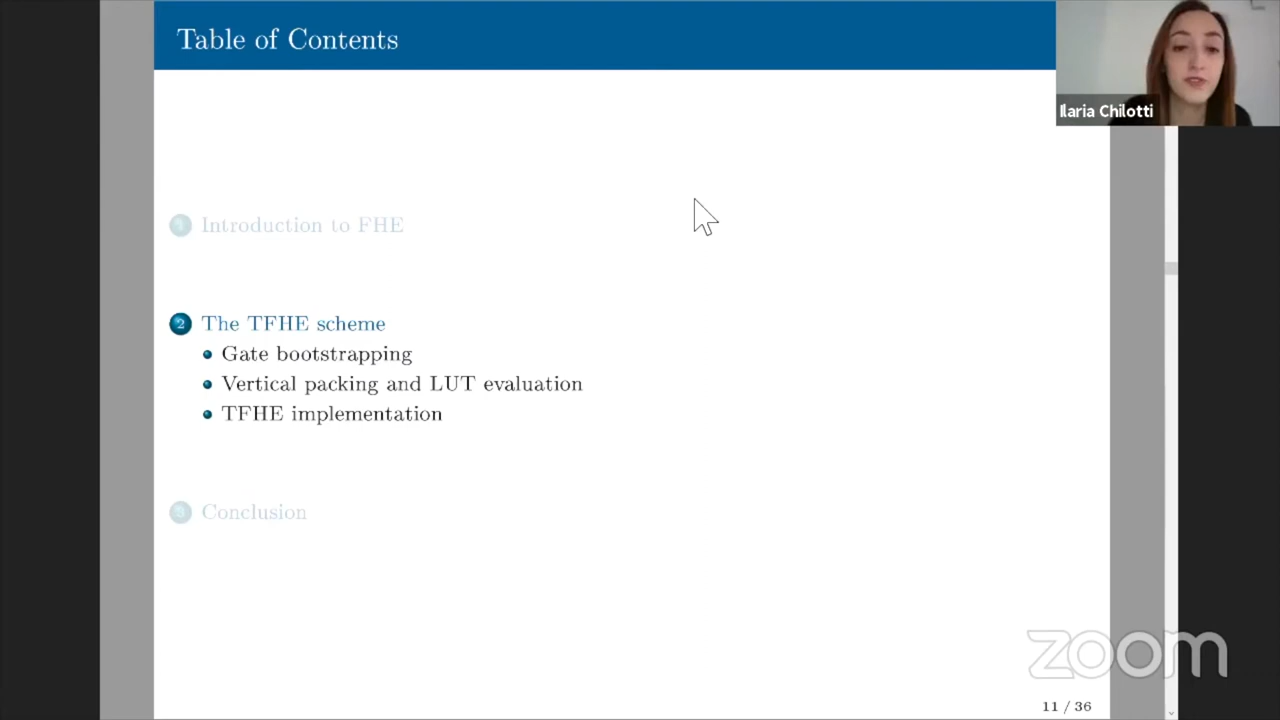 Table of Contents
Ilaria Chilotti
1 Introduction to FHE
2 The TFHE scheme
Gate bootstrapping
Vertical packing and LUT evaluation
TFHE implementation
3 Conclusion
zoom
11 / 36